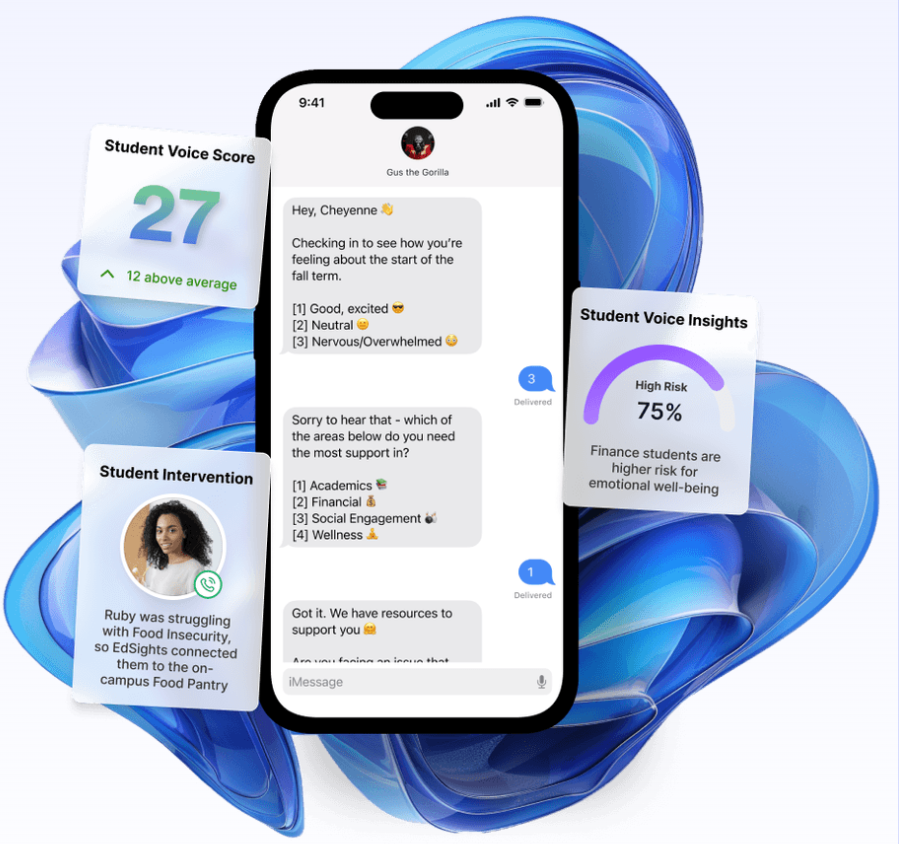 9:41
Gus the Gorilla
Student Voice Score
27
12 above average
Hey, Cheyenne 👋
Checking in to see how you’re
feeling about the start of the
fall term.
[1] Good, excited 😎
[2] Neutral 😐
[3] Nervous/Overwhelmed 😳
3
Delivered
Sorry to hear that - which of
the areas below do you need
the most support in?
[1] Academics 📚
[2] Financial 💰
[3] Social Engagement 🎳
[4] Wellness 🧘
1
Delivered
Got it. We have resources to
support you 🤗
Are you facing an issue that
iMessage
Student Voice Insights
High Risk
75%
Finance students are
higher risk for
emotional well-being
Student Intervention
Ruby was struggling
with Food Insecurity,
so EdSights connected
them to the on-
campus Food Pantry